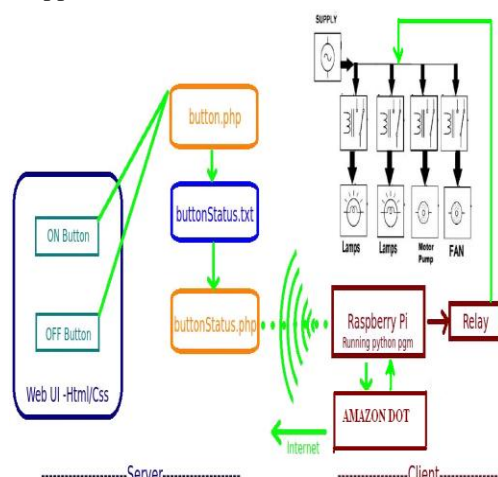 SUPPLY
button.php
buttonStatus.txt
buttonStatus.php
ON Button
OFF Button
Web UI -Html/Css
Lamps
Lamps
Motor
Pump
FAN
Raspberry Pi
Running python pgm
Relay
AMAZON DOT
Internet
Server
Client